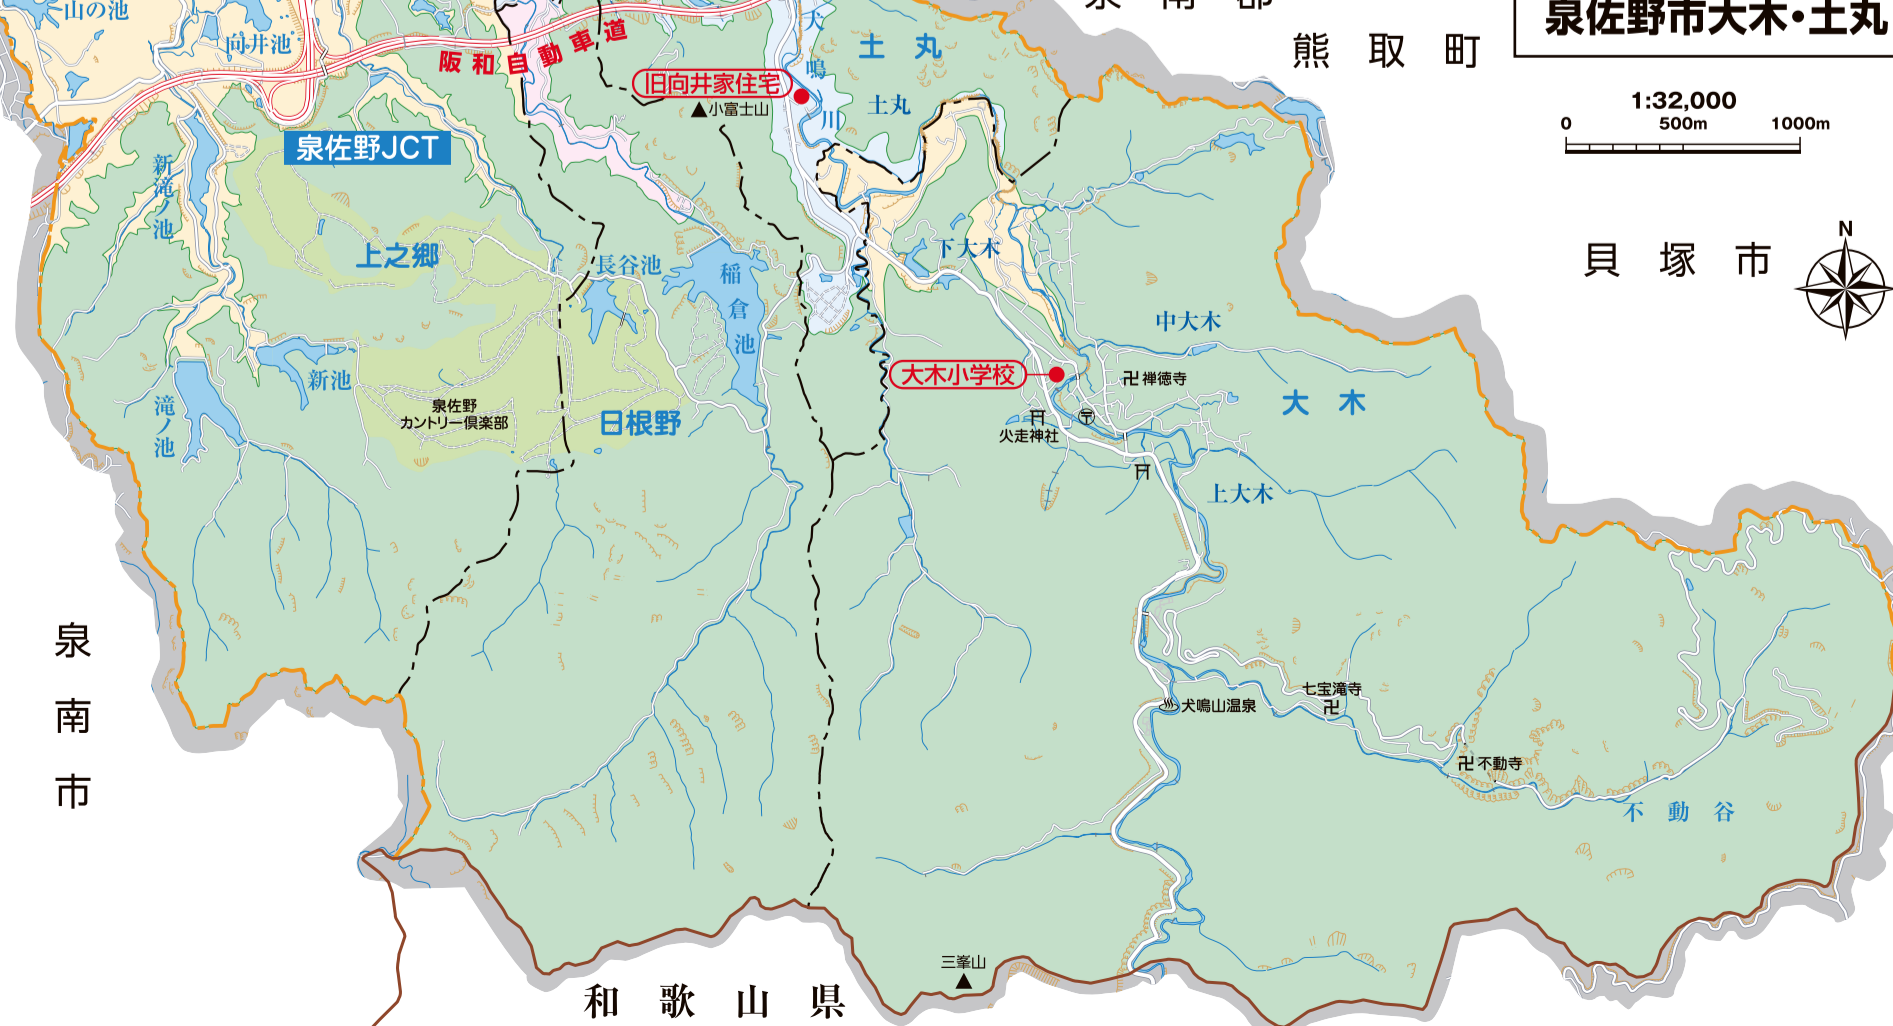 山の池
向井池
阪和自動車道
犬鳴川
土丸
熊取町
泉佐野市大木・土丸
1:32,000
0 500m 1000m
旧向井家住宅
小富士山
土丸
泉佐野JCT
新滝ノ池
上之郷
長谷池
稲倉池
下大木
貝塚市
N
中大木
新池
滝ノ池
泉佐野
カントリー倶楽部
日根野
大木小学校
卍禅徳寺
大木
火走神社
上大木
泉南市
犬鳴山温泉
七宝滝寺
卍
卍不動寺
不動谷
三峯山
和歌山県